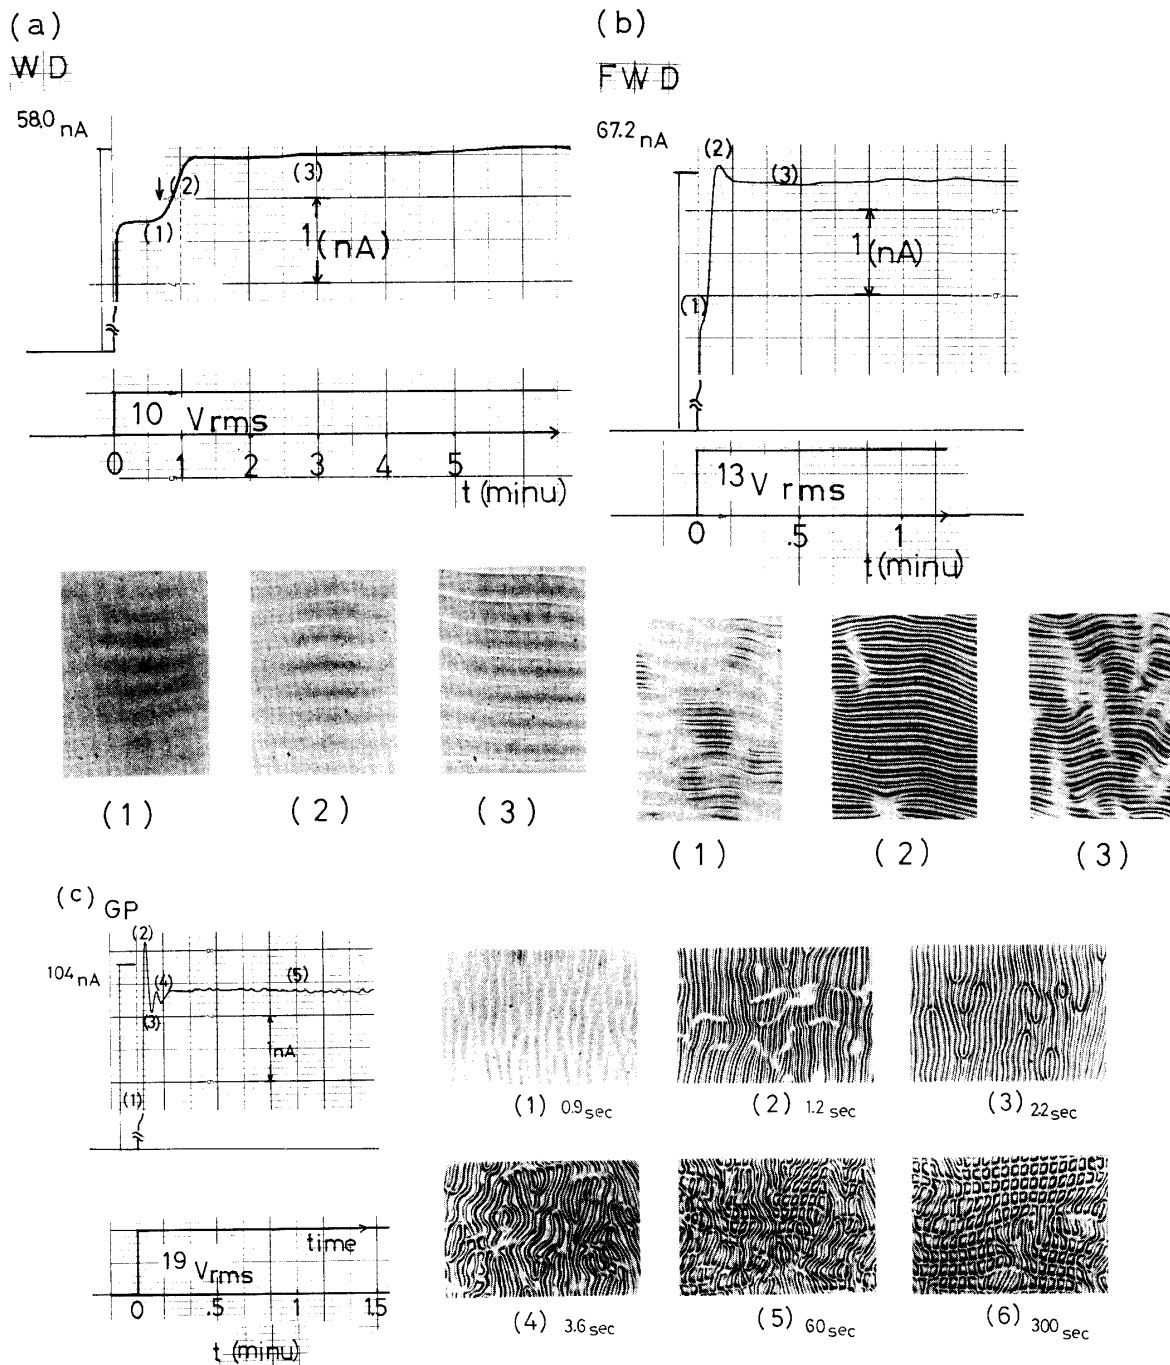 (a)
WD
58.0 nA
(1)
(2)
(3)
1 (nA)
10 Vrms
0 1 2 3 4 5
t (minu)
(1) (2) (3)
(b)
FWD
67.2 nA
(1)
(2)
(3)
1 (nA)
13 V rms
0 .5 1
t (minu)
(1) (2) (3)
(c)
GP
104 nA
(1)
(2)
(3)
(4)
(5)
1 nA
time
19 Vrms
0 .5 1 1.5
t (minu)
(1) 0.9 sec
(2) 1.2 sec
(3) 2.2 sec
(4) 3.6 sec
(5) 60 sec
(6) 300 sec